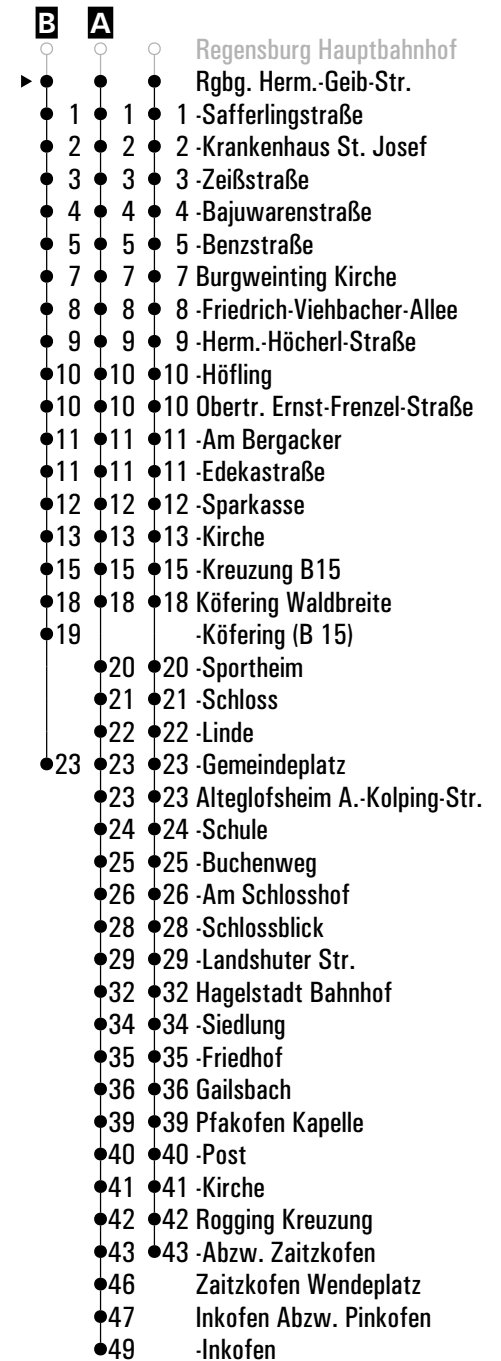 B A
Regensburg Hauptbahnhof
Rgbg. Herm.-Geib-Str.
1 1 1 -Safferlingstraße
2 2 2 -Krankenhaus St. Josef
3 3 3 -Zeißstraße
4 4 4 -Bajuwarenstraße
5 5 5 -Benzstraße
7 7 7 Burgweinting Kirche
8 8 8 -Friedrich-Viehbacher-Allee
9 9 9 -Herm.-Höcherl-Straße
10 10 10 -Höfling
10 10 10 Obertr. Ernst-Frenzel-Straße
11 11 11 -Am Bergacker
11 11 11 -Edekastraße
12 12 12 -Sparkasse
13 13 13 -Kirche
15 15 15 -Kreuzung B15
18 18 18 Köfering Waldbreite
19 -Köfering (B 15)
20 20 -Sportheim
21 21 -Schloss
22 22 -Linde
23 23 23 -Gemeindeplatz
23 23 Alteglofsheim A.-Kolping-Str.
24 24 -Schule
25 25 -Buchenweg
26 26 -Am Schlosshof
28 28 -Schlossblick
29 29 -Landshuter Str.
32 32 Hagelstadt Bahnhof
34 34 -Siedlung
35 35 -Friedhof
36 36 Gailsbach
39 39 Pfakofen Kapelle
40 40 -Post
41 41 -Kirche
42 42 Rogging Kreuzung
43 43 -Abzw. Zaitzkofen
46 Zaitzkofen Wendeplatz
47 Inkofen Abzw. Pinkofen
49 -Inkofen